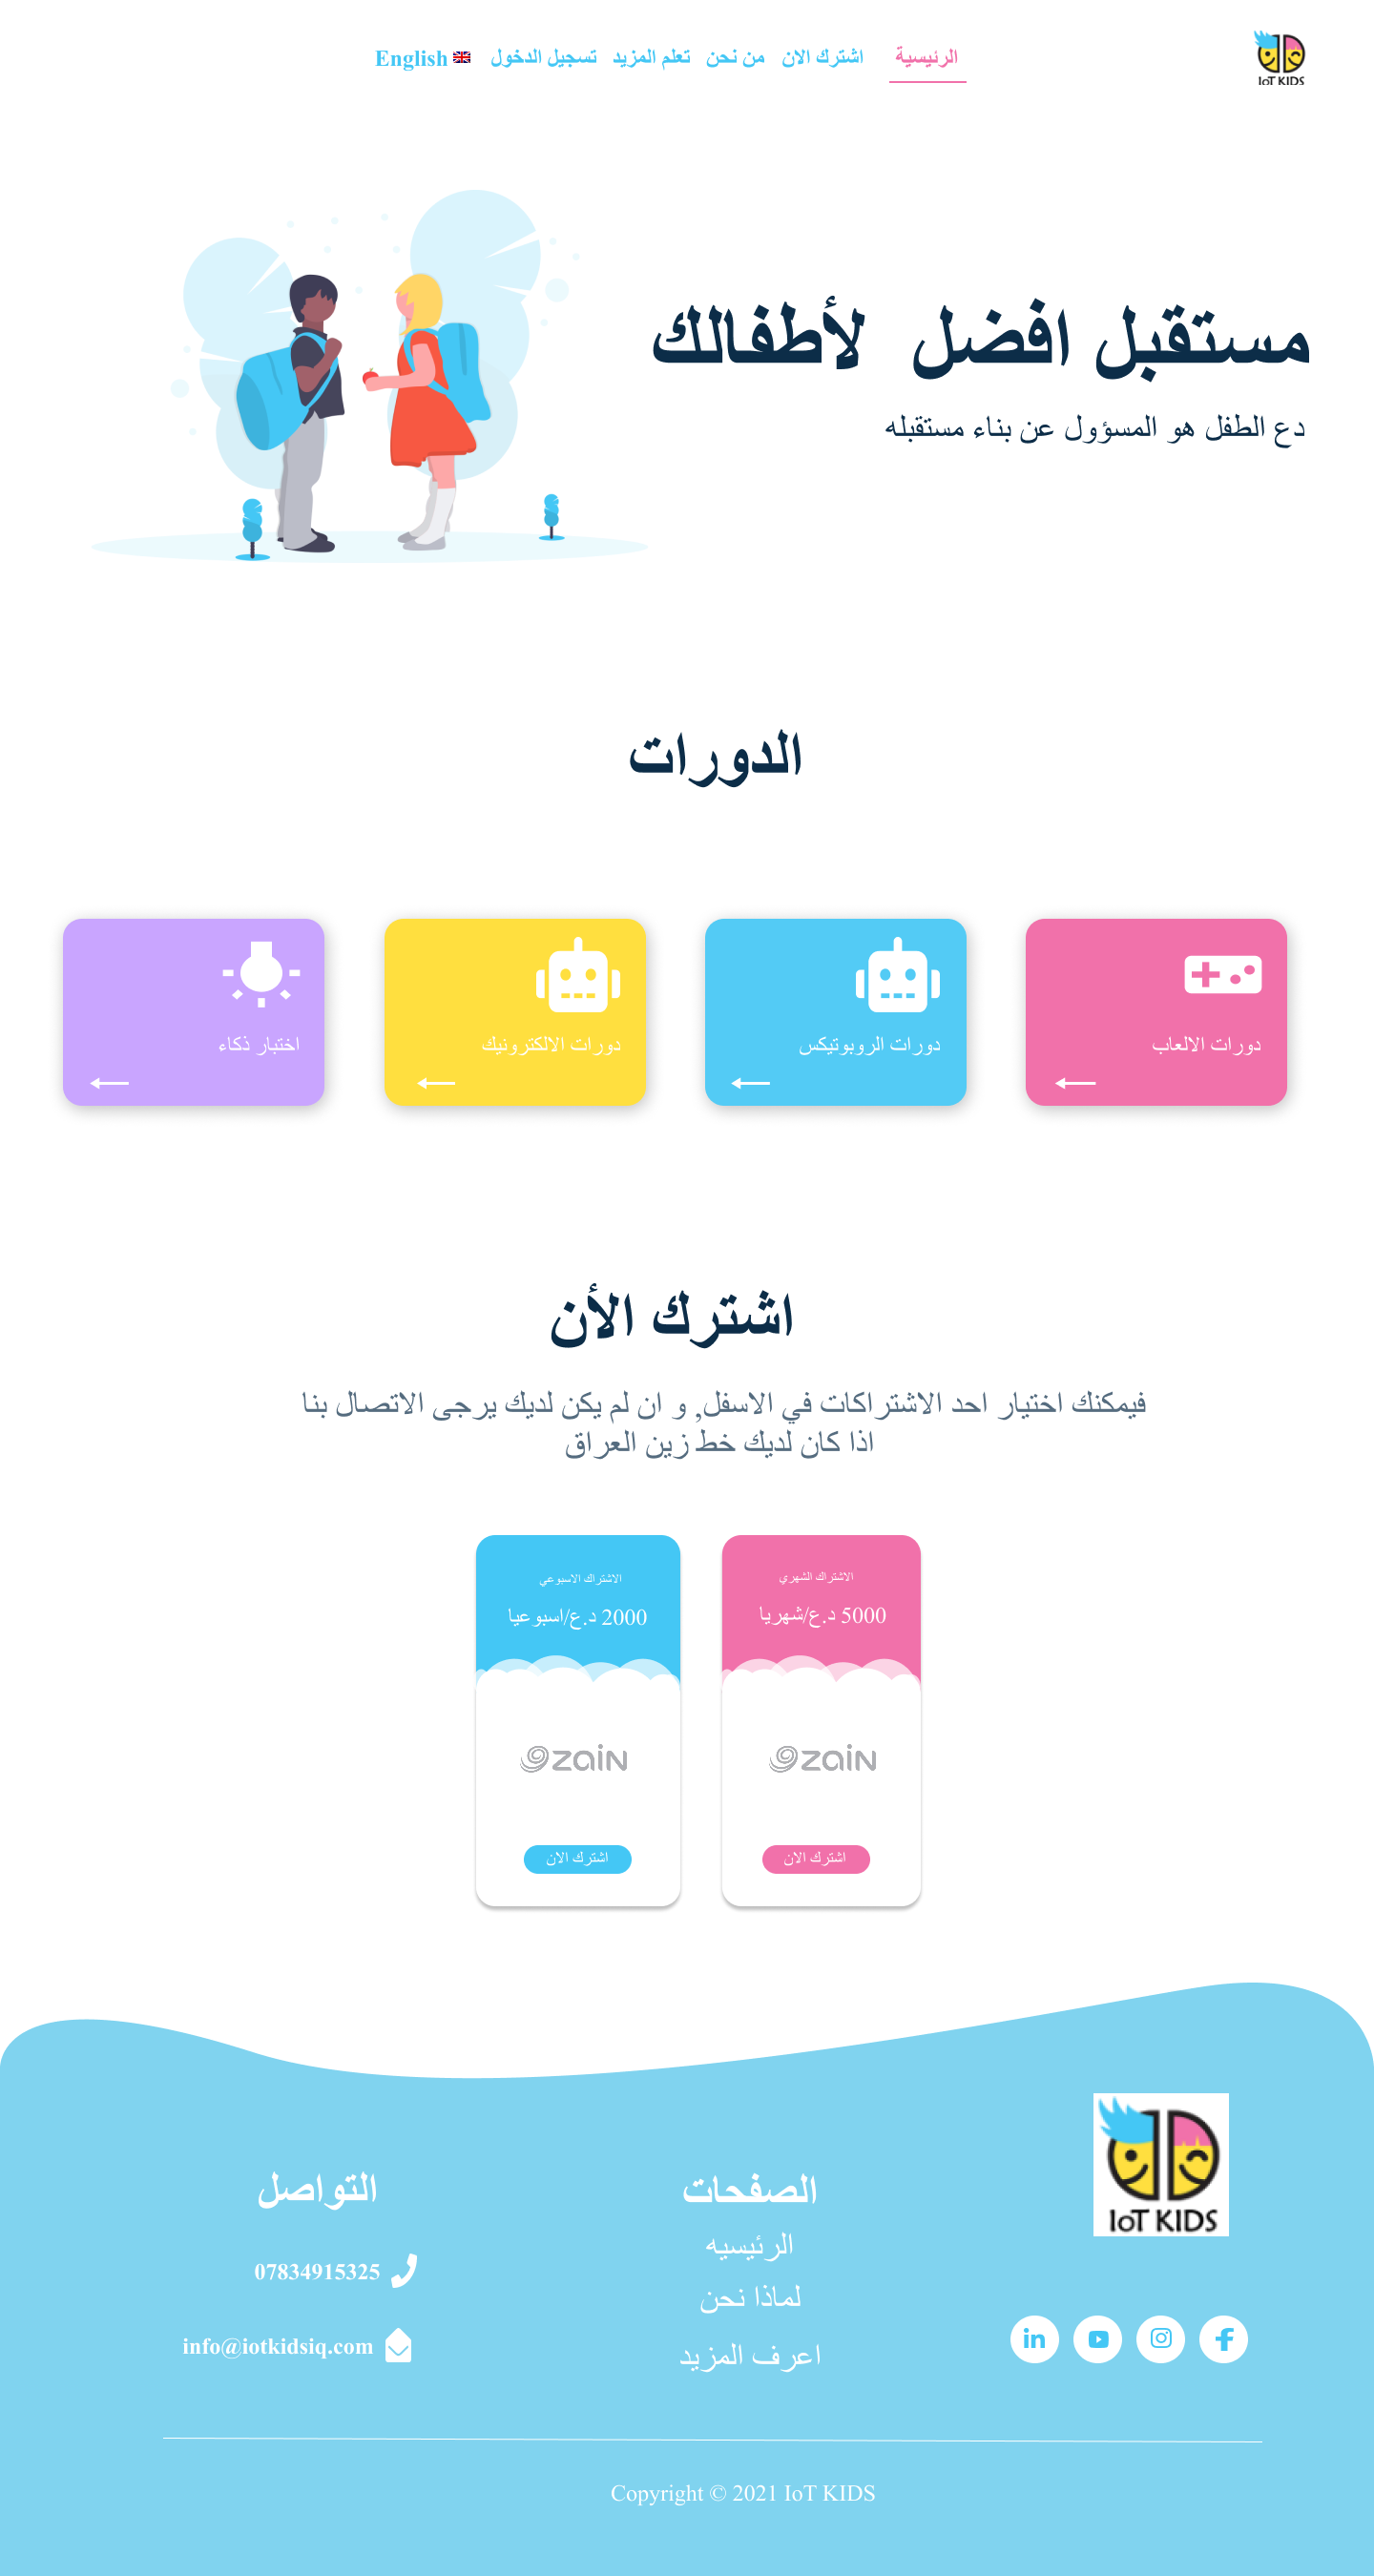 IoT KIDS
الرئيسية
اشترك الان
من نحن
تعلم المزيد
تسجيل الدخول
English
مستقبل افضل لأطفالك
دع الطفل هو المسؤول عن بناء مستقبله
الدورات
دورات الالعاب
دورات الروبوتيكس
دورات الالكترونيك
اختبار ذكاء
اشترك الأن
فيمكنك اختيار احد الاشتراكات في الاسفل, و ان لم يكن لديك يرجى الاتصال بنا
اذا كان لديك خط زين العراق
الاشتراك الشهري
5000 د.ع/شهريا
zain
اشترك الان
الاشتراك الاسبوعي
2000 د.ع/اسبوعيا
zain
اشترك الان
IoT KIDS
الصفحات
الرئيسيه
لماذا نحن
اعرف المزيد
التواصل
07834915325
info@iotkidsiq.com
Copyright © 2021 IoT KIDS